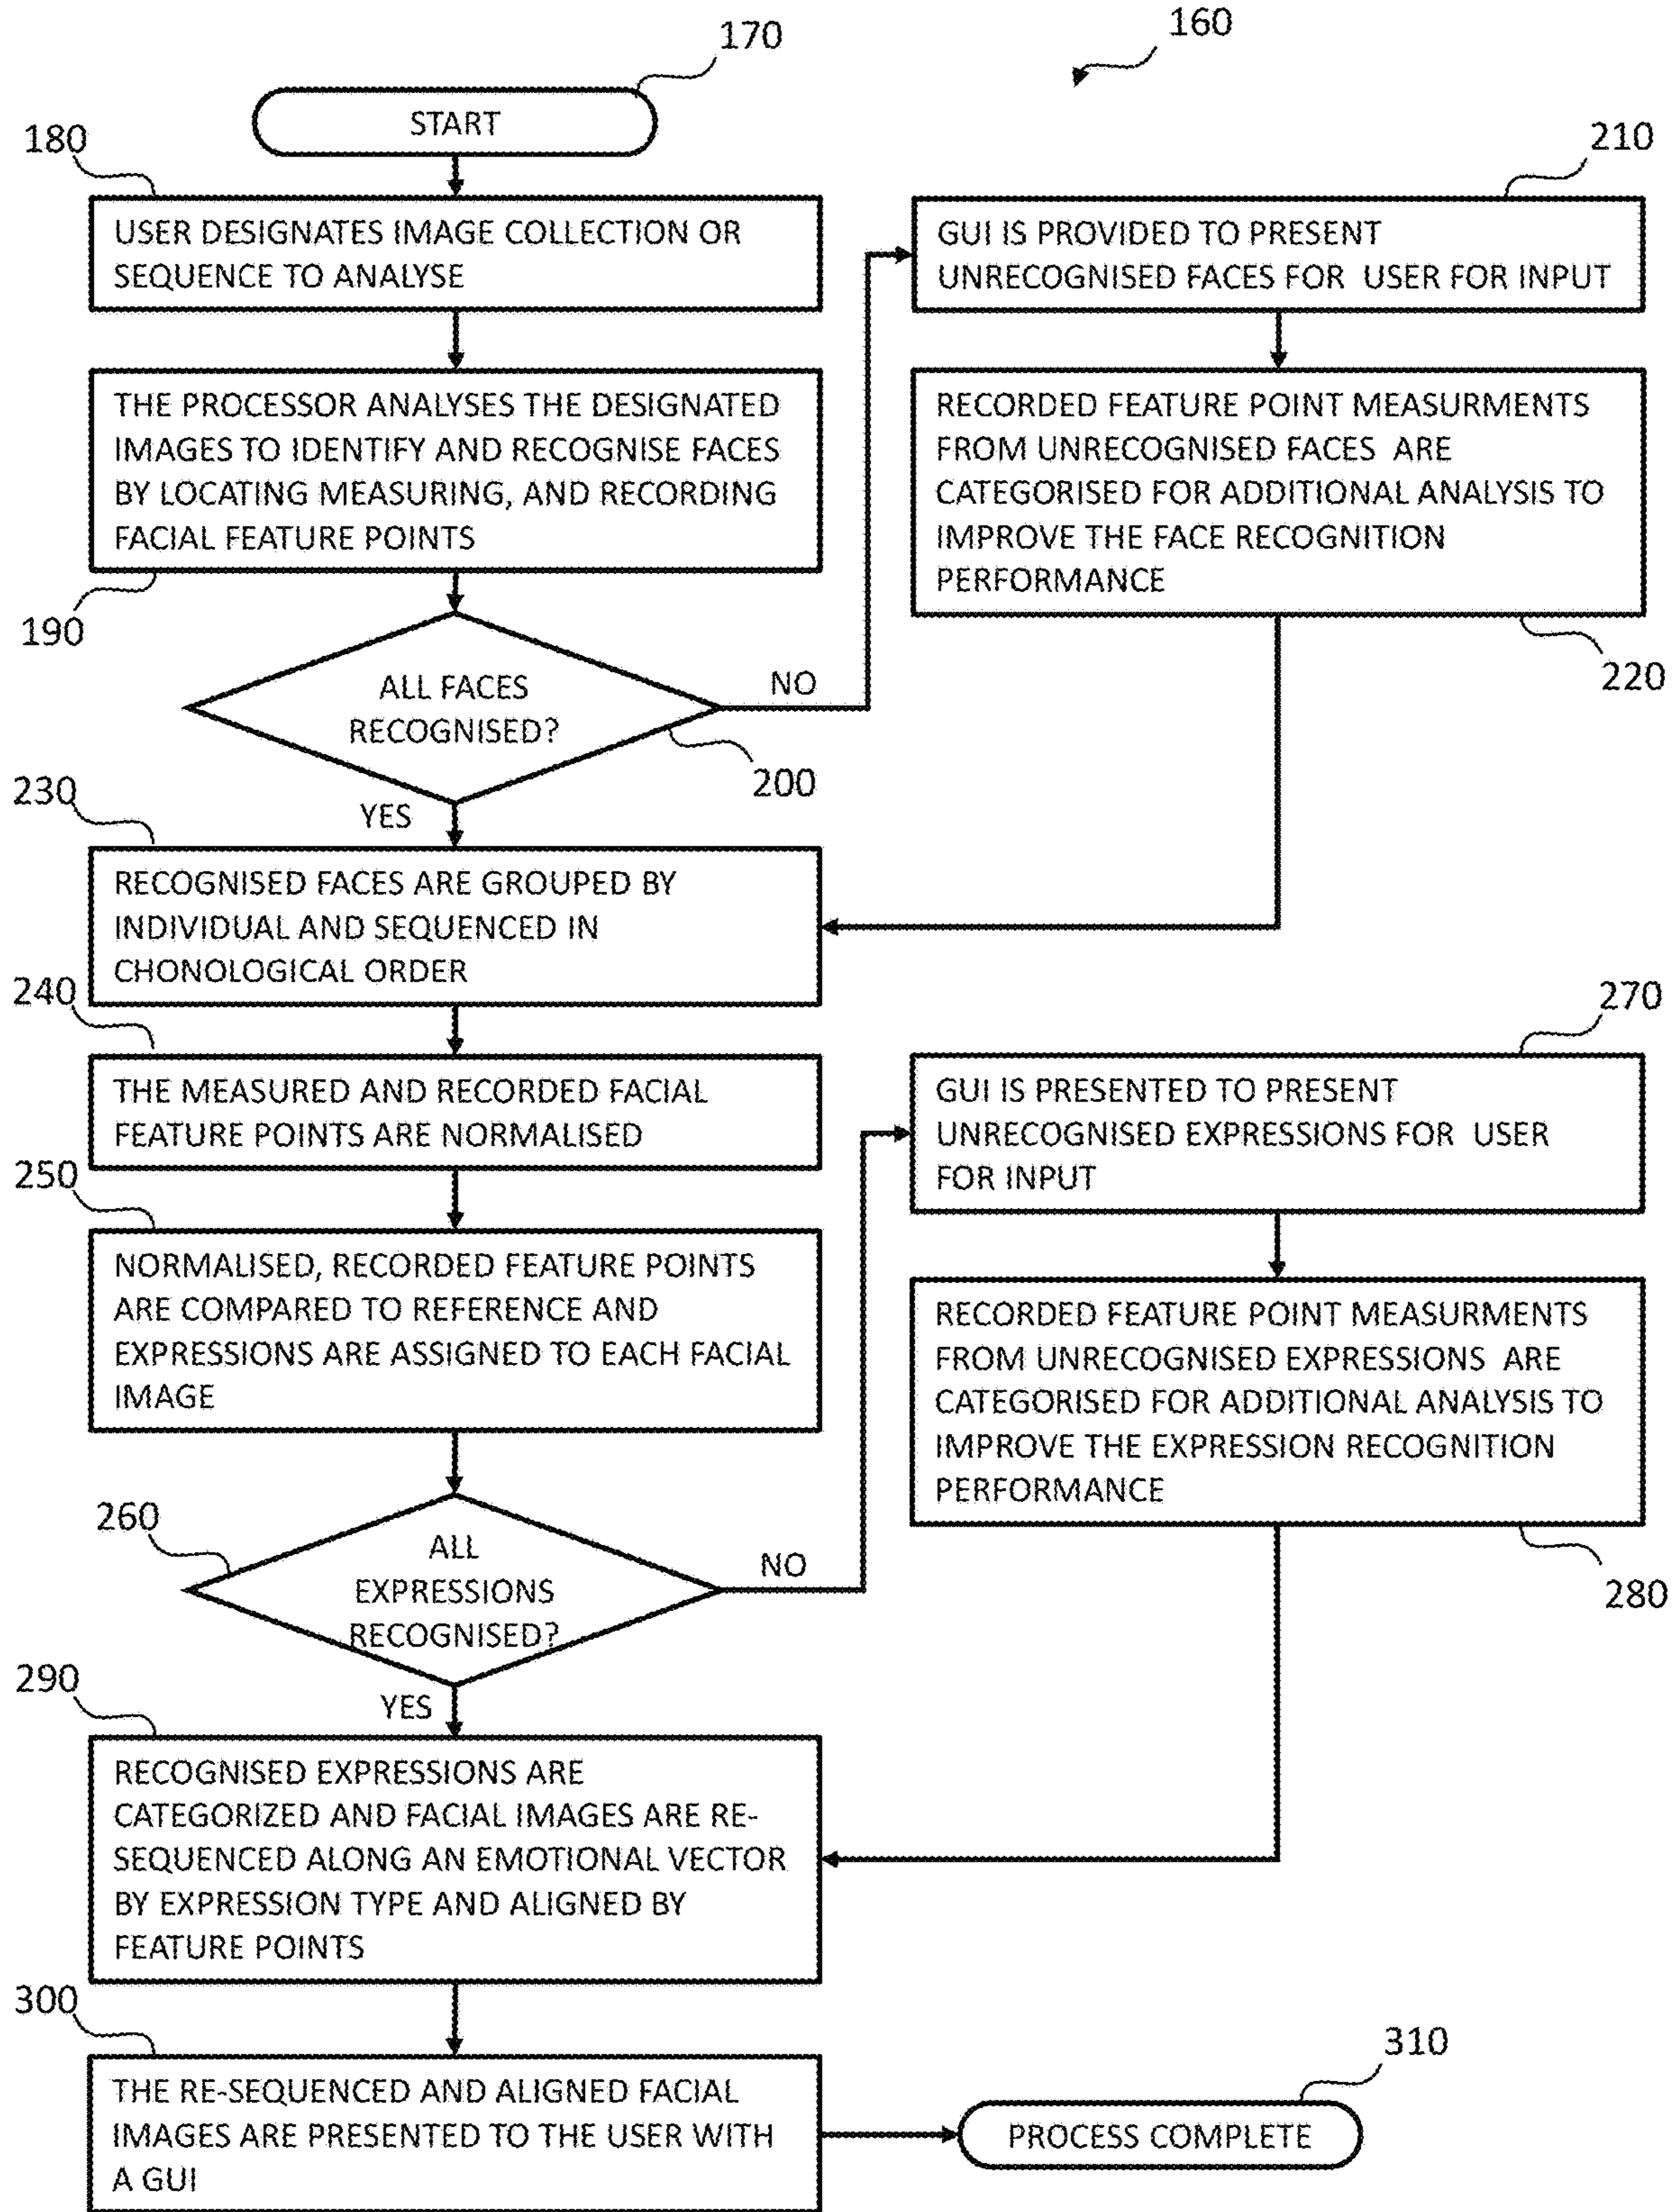 160
170
START
180
USER DESIGNATES IMAGE COLLECTION OR
SEQUENCE TO ANALYSE
190
THE PROCESSOR ANALYSES THE DESIGNATED
IMAGES TO IDENTIFY AND RECOGNISE FACES
BY LOCATING MEASURING, AND RECORDING
FACIAL FEATURE POINTS
200
ALL FACES
RECOGNISED?
NO
YES
210
GUI IS PROVIDED TO PRESENT
UNRECOGNISED FACES FOR USER FOR INPUT
220
RECORDED FEATURE POINT MEASURMENTS
FROM UNRECOGNISED FACES ARE
CATEGORISED FOR ADDITIONAL ANALYSIS TO
IMPROVE THE FACE RECOGNITION
PERFORMANCE
230
RECOGNISED FACES ARE GROUPED BY
INDIVIDUAL AND SEQUENCED IN
CHONOLOGICAL ORDER
240
THE MEASURED AND RECORDED FACIAL
FEATURE POINTS ARE NORMALISED
250
NORMALISED, RECORDED FEATURE POINTS
ARE COMPARED TO REFERENCE AND
EXPRESSIONS ARE ASSIGNED TO EACH FACIAL
IMAGE
260
ALL
EXPRESSIONS
RECOGNISED?
NO
YES
270
GUI IS PRESENTED TO PRESENT
UNRECOGNISED EXPRESSIONS FOR USER
FOR INPUT
280
RECORDED FEATURE POINT MEASURMENTS
FROM UNRECOGNISED EXPRESSIONS ARE
CATEGORISED FOR ADDITIONAL ANALYSIS TO
IMPROVE THE EXPRESSION RECOGNITION
PERFORMANCE
290
RECOGNISED EXPRESSIONS ARE
CATEGORIZED AND FACIAL IMAGES ARE RE-
SEQUENCED ALONG AN EMOTIONAL VECTOR
BY EXPRESSION TYPE AND ALIGNED BY
FEATURE POINTS
300
THE RE-SEQUENCED AND ALIGNED FACIAL
IMAGES ARE PRESENTED TO THE USER WITH
A GUI
310
PROCESS COMPLETE